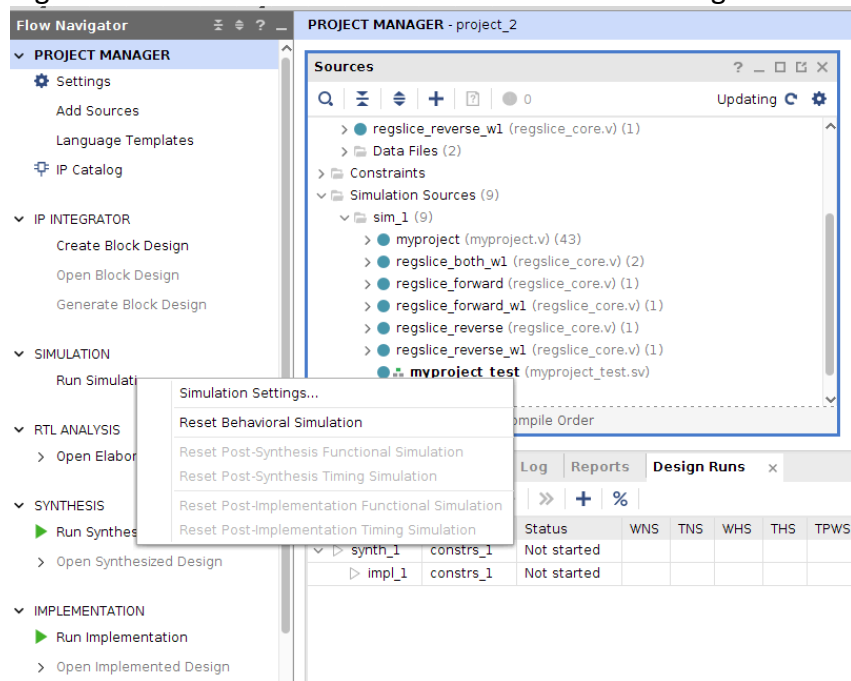 Flow Navigator
PROJECT MANAGER
Settings
Add Sources
Language Templates
IP Catalog
IP INTEGRATOR
Create Block Design
Open Block Design
Generate Block Design
SIMULATION
Run Simulati
RTL ANALYSIS
Open Elabor
SYNTHESIS
Run Synthes
Open Synthesized Design
IMPLEMENTATION
Run Implementation
Open Implemented Design
PROJECT MANAGER - project_2
Sources
0 Updating
regslice_reverse_w1 (regslice_core.v) (1)
Data Files (2)
Constraints
Simulation Sources (9)
sim_1 (9)
myproject (myproject.v) (43)
regslice_both_w1 (regslice_core.v) (2)
regslice_forward (regslice_core.v) (1)
regslice_forward_w1 (regslice_core.v) (1)
regslice_reverse (regslice_core.v) (1)
regslice_reverse_w1 (regslice_core.v) (1)
myproject_test (myproject_test.sv)
mpile Order
Simulation Settings...
Reset Behavioral Simulation
Reset Post-Synthesis Functional Simulation
Reset Post-Synthesis Timing Simulation
Reset Post-Implementation Functional Simulation
Reset Post-Implementation Timing Simulation
Log Reports Design Runs
Status WNS TNS WHS THS TPWS
synth_1 constrs_1 Not started
impl_1 constrs_1 Not started